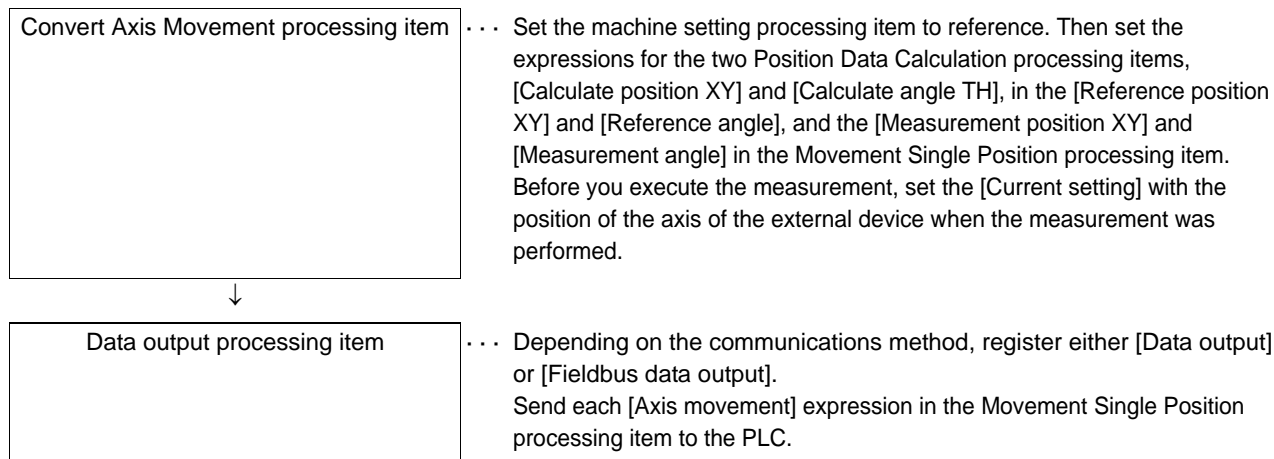 Convert Axis Movement processing item ··· Set the machine setting processing item to reference. Then set the
expressions for the two Position Data Calculation processing items,
[Calculate position XY] and [Calculate angle TH], in the [Reference position
XY] and [Reference angle], and the [Measurement position XY] and
[Measurement angle] in the Movement Single Position processing item.
Before you execute the measurement, set the [Current setting] with the
position of the axis of the external device when the measurement was
performed.
↓
Data output processing item ··· Depending on the communications method, register either [Data output]
or [Fieldbus data output].
Send each [Axis movement] expression in the Movement Single Position
processing item to the PLC.